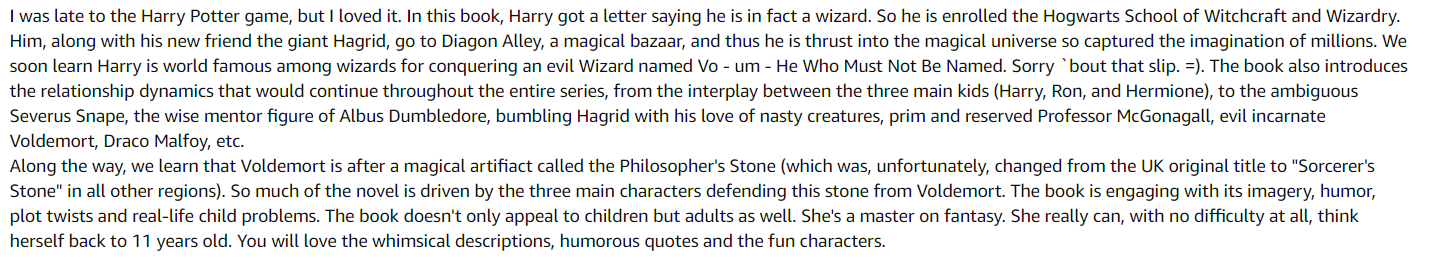 I was late to the Harry Potter game, but I loved it. In this book, Harry got a letter saying he is in fact a wizard. So he is enrolled the Hogwarts School of Witchcraft and Wizardry.
Him, along with his new friend the giant Hagrid, go to Diagon Alley, a magical bazaar, and thus he is thrust into the magical universe so captured the imagination of millions. We
soon learn Harry is world famous among wizards for conquering an evil Wizard named Vo - um - He Who Must Not Be Named. Sorry `bout that slip. =). The book also introduces
the relationship dynamics that would continue throughout the entire series, from the interplay between the three main kids (Harry, Ron, and Hermione), to the ambiguous
Severus Snape, the wise mentor figure of Albus Dumbledore, bumbling Hagrid with his love of nasty creatures, prim and reserved Professor McGonagall, evil incarnate
Voldemort, Draco Malfoy, etc.
Along the way, we learn that Voldemort is after a magical artifiact called the Philosopher's Stone (which was, unfortunately, changed from the UK original title to "Sorcerer's
Stone" in all other regions). So much of the novel is driven by the three main characters defending this stone from Voldemort. The book is engaging with its imagery, humor,
plot twists and real-life child problems. The book doesn't only appeal to children but adults as well. She's a master on fantasy. She really can, with no difficulty at all, think
herself back to 11 years old. You will love the whimsical descriptions, humorous quotes and the fun characters.